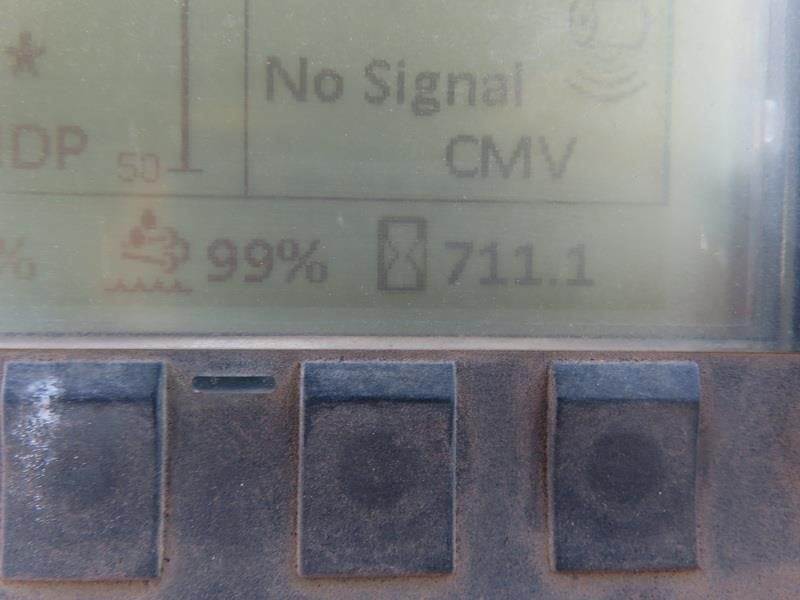 No Signal
DP
50
CMV
%
99%
711.1